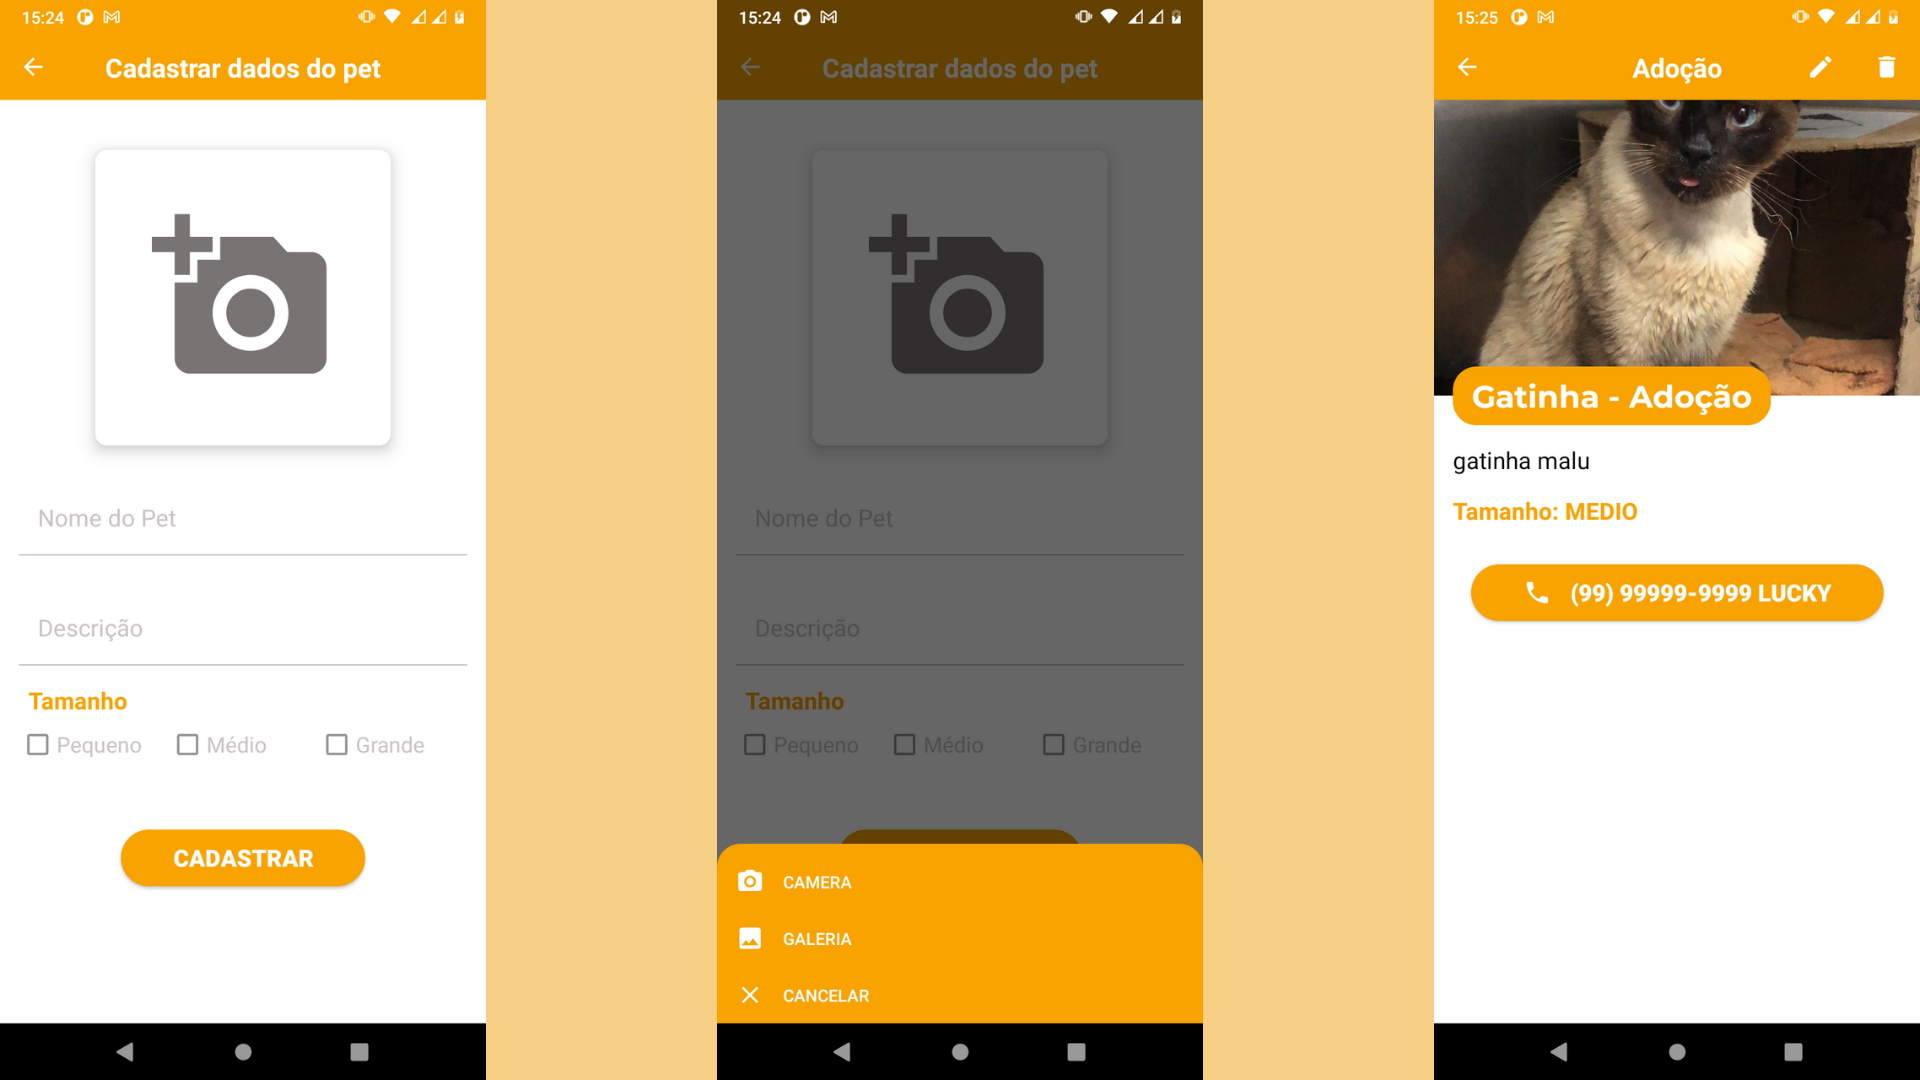 15:24
Cadastrar dados do pet
Nome do Pet
Descrição
Tamanho
Pequeno Médio Grande
CADASTRAR
15:24
Cadastrar dados do pet
Nome do Pet
Descrição
Tamanho
Pequeno Médio Grande
CAMERA
GALERIA
CANCELAR
15:25
Adoção
Gatinha - Adoção
gatinha malu
Tamanho: MEDIO
(99) 99999-9999 LUCKY